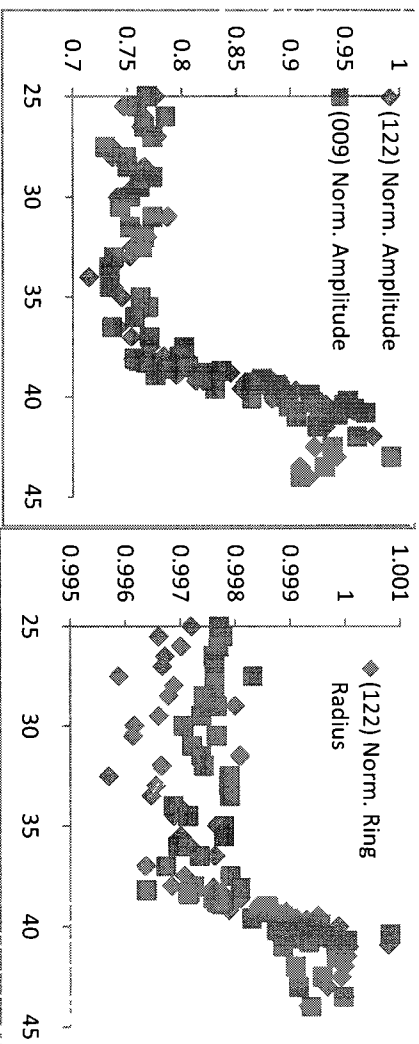 1.001
1
0.999
0.998
0.997
0.996
0.995
(122) Norm. Ring
Radius
25 30 35 40 45
1
0.95
0.9
0.85
0.8
0.75
0.7
(122) Norm. Amplitude
(009) Norm. Amplitude
25 30 35 40 45